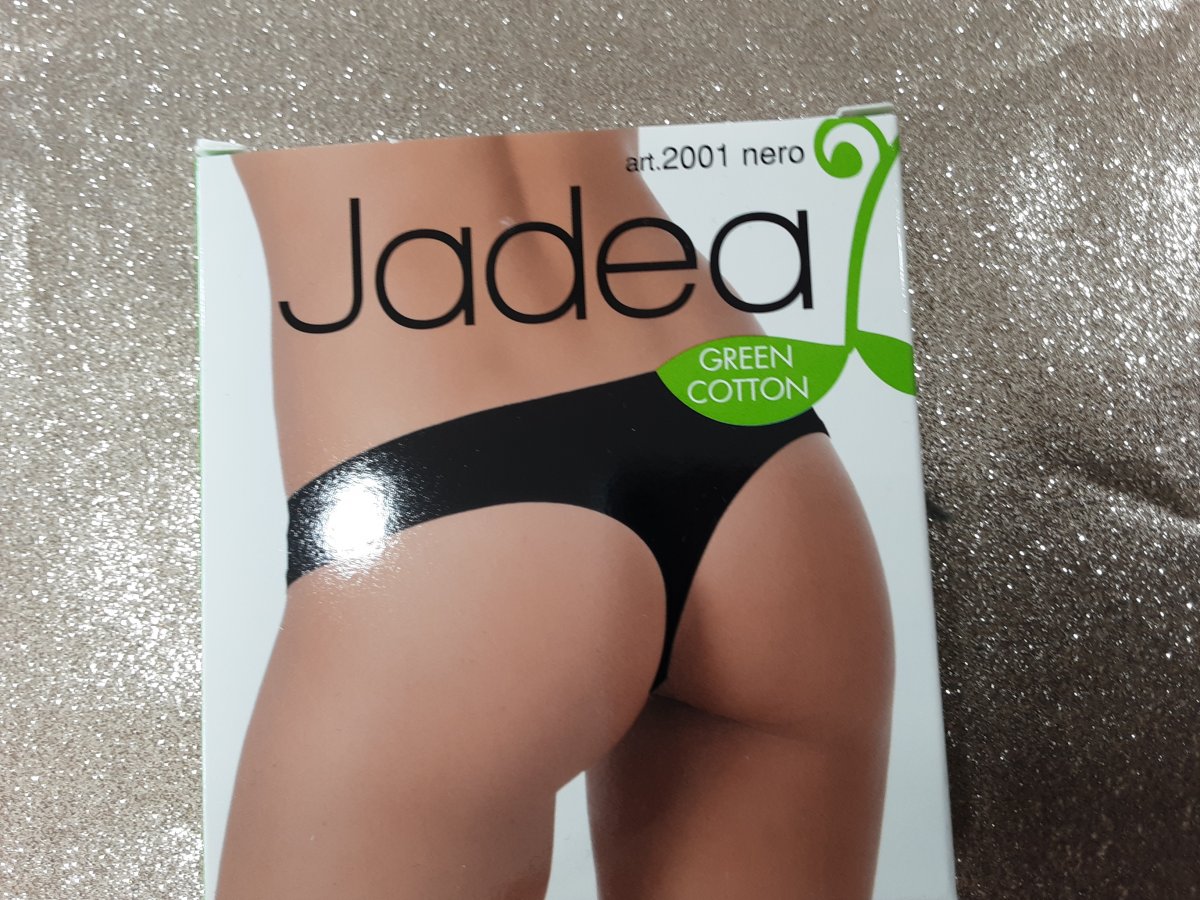 art.2001 nero
Jadea
GREEN
COTTON